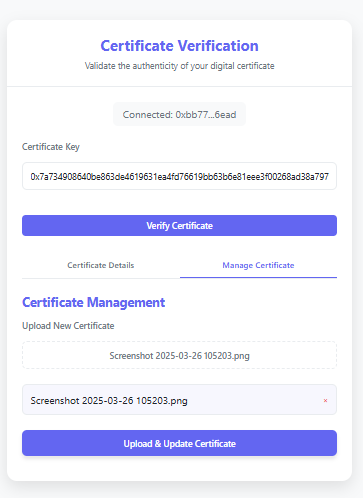 Certificate Verification
Validate the authenticity of your digital certificate
Connected: 0xbb77...6ead
Certificate Key
0x7a734908640be863de4619631ea4fd76619bb63b6e81eee3f00268ad38a797
Verify Certificate
Certificate Details
Manage Certificate
Certificate Management
Upload New Certificate
Screenshot 2025-03-26 105203.png
Screenshot 2025-03-26 105203.png ×
Upload & Update Certificate